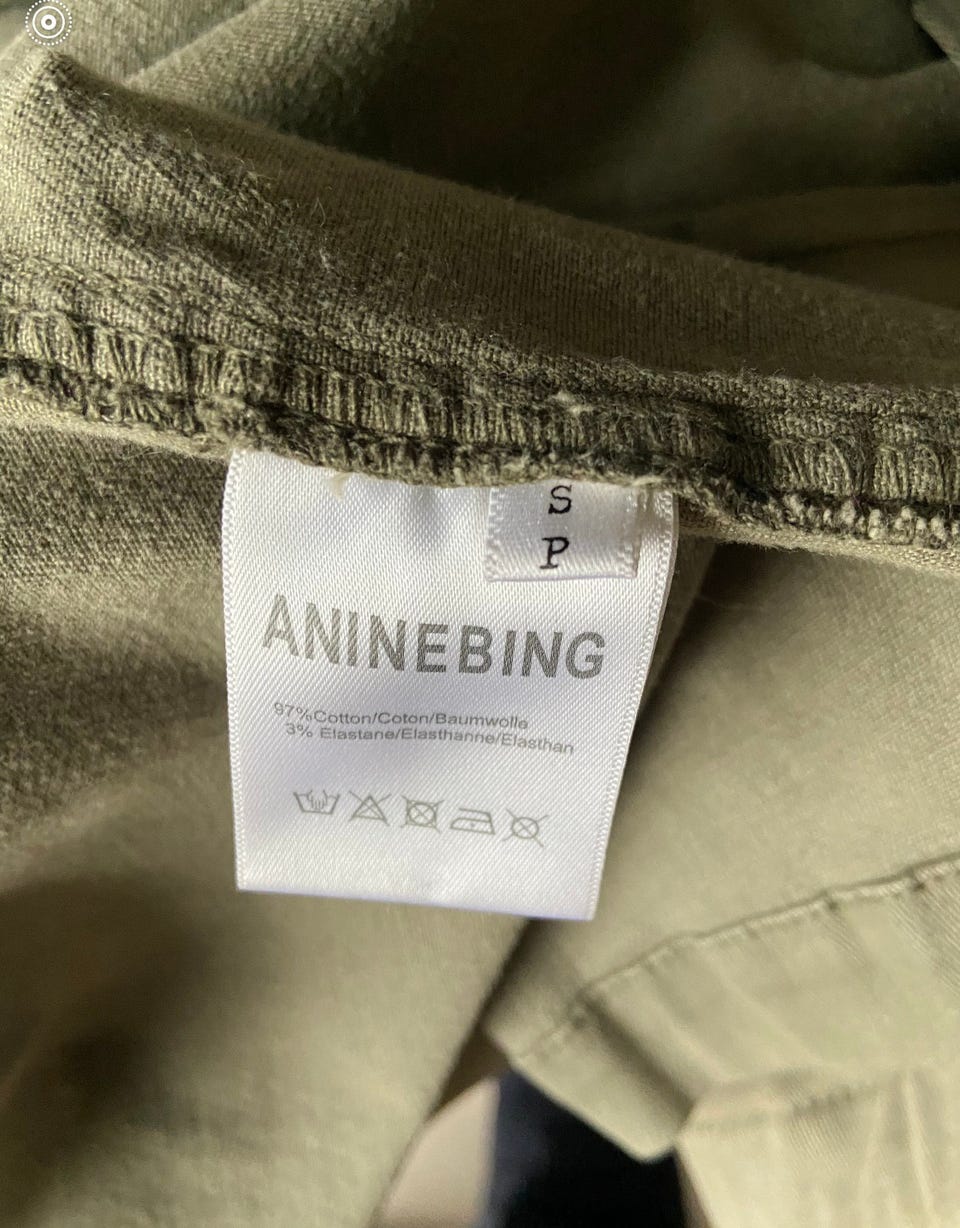 S
P
ANINEBING
97%Cotton/Coton/Baumwolle
3% Elastane/Elasthanne/Elasthan